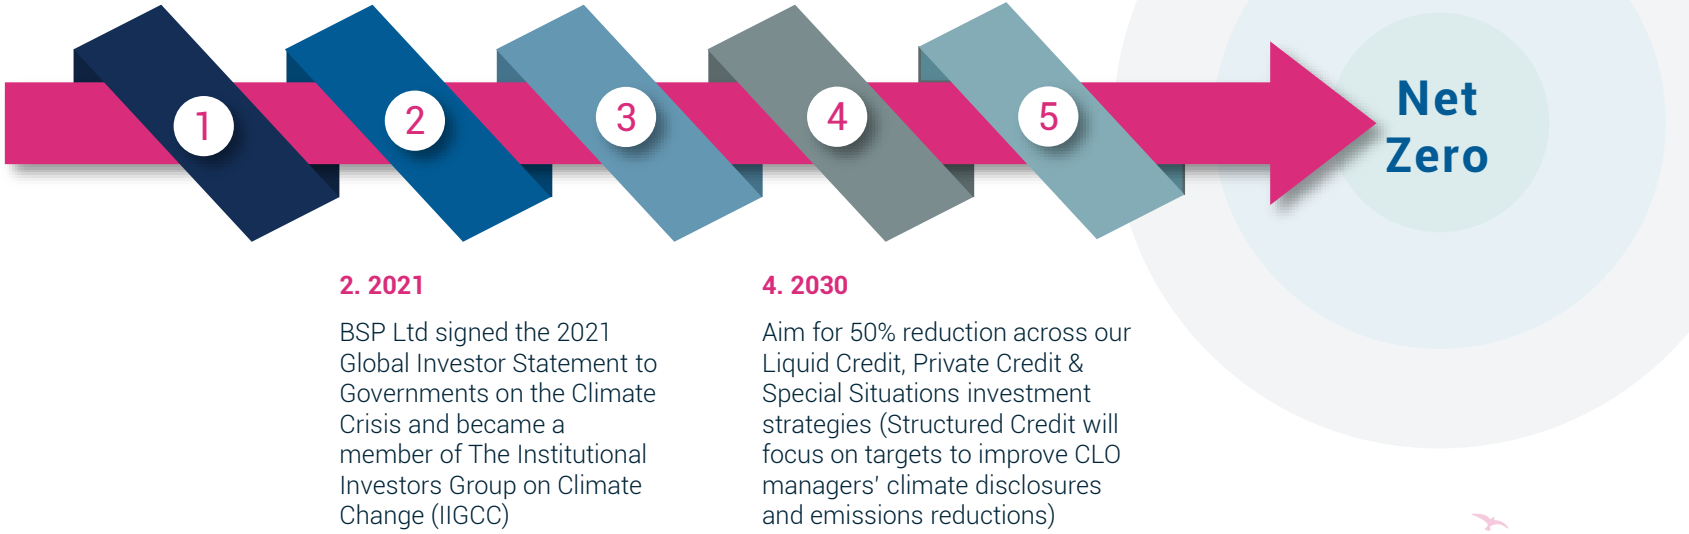 1
2
3
4
5
Net
Zero
2. 2021
BSP Ltd signed the 2021
Global Investor Statement to
Governments on the Climate
Crisis and became a
member of The Institutional
Investors Group on Climate
Change (IIGCC)
4. 2030
Aim for 50% reduction across our
Liquid Credit, Private Credit &
Special Situations investment
strategies (Structured Credit will
focus on targets to improve CLO
managers' climate disclosures
and emissions reductions)